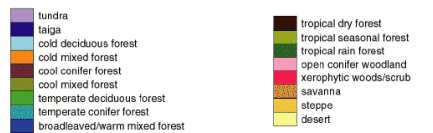 tundra
taiga
cold deciduous forest
cold mixed forest
cool conifer forest
cool mixed forest
temperate deciduous forest
temperate conifer forest
broadleaved/warm mixed forest
tropical dry forest
tropical seasonal forest
tropical rain forest
open conifer woodland
xerophytic woods/scrub
savanna
steppe
desert